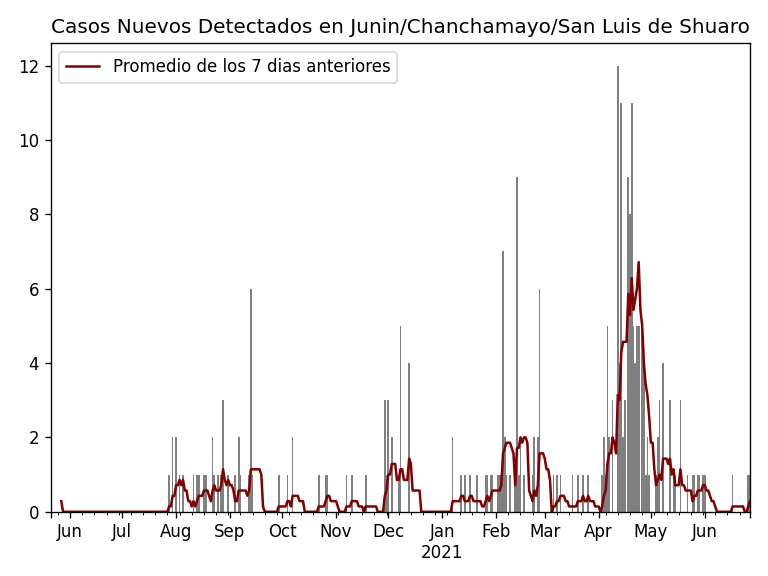 Casos Nuevos Detectados en Junin/Chanchamayo/San Luis de Shuaro
Promedio de los 7 dias anteriores
12
10
8
6
4
2
0
Jun Jul Aug Sep Oct Nov Dec Jan Feb Mar Apr May Jun
2021